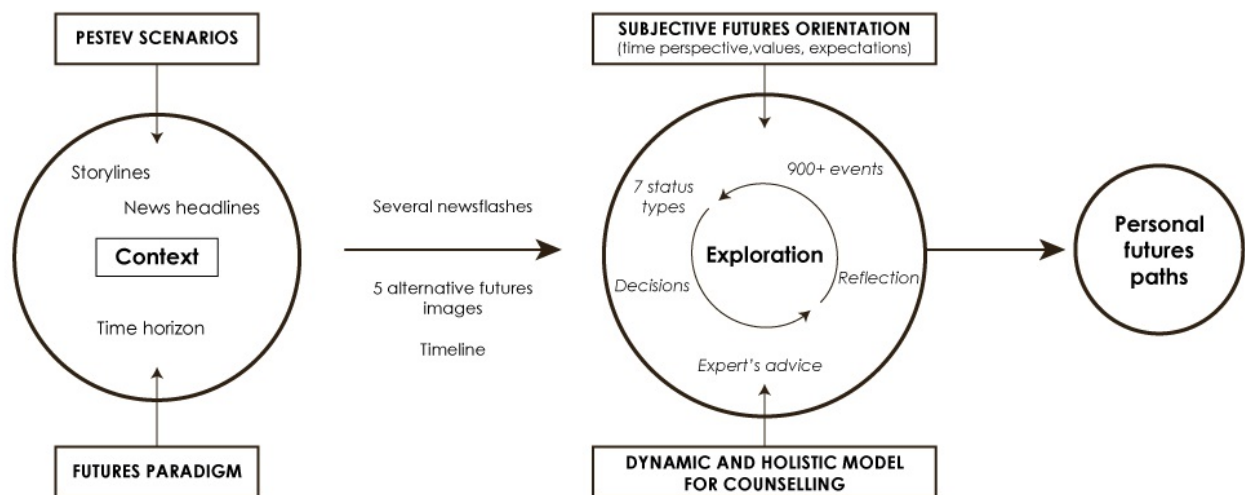 PESTEV SCENARIOS
Storylines
News headlines
Context
Time horizon
FUTURES PARADIGM
Several newsflashes
5 alternative futures
images
Timeline
SUBJECTIVE FUTURES ORIENTATION
(time perspective,values, expectations)
900+ events
7 status
types
Exploration
Decisions
Reflection
Expert's advice
DYNAMIC AND HOLISTIC MODEL
FOR COUNSELLING
Personal
futures
paths